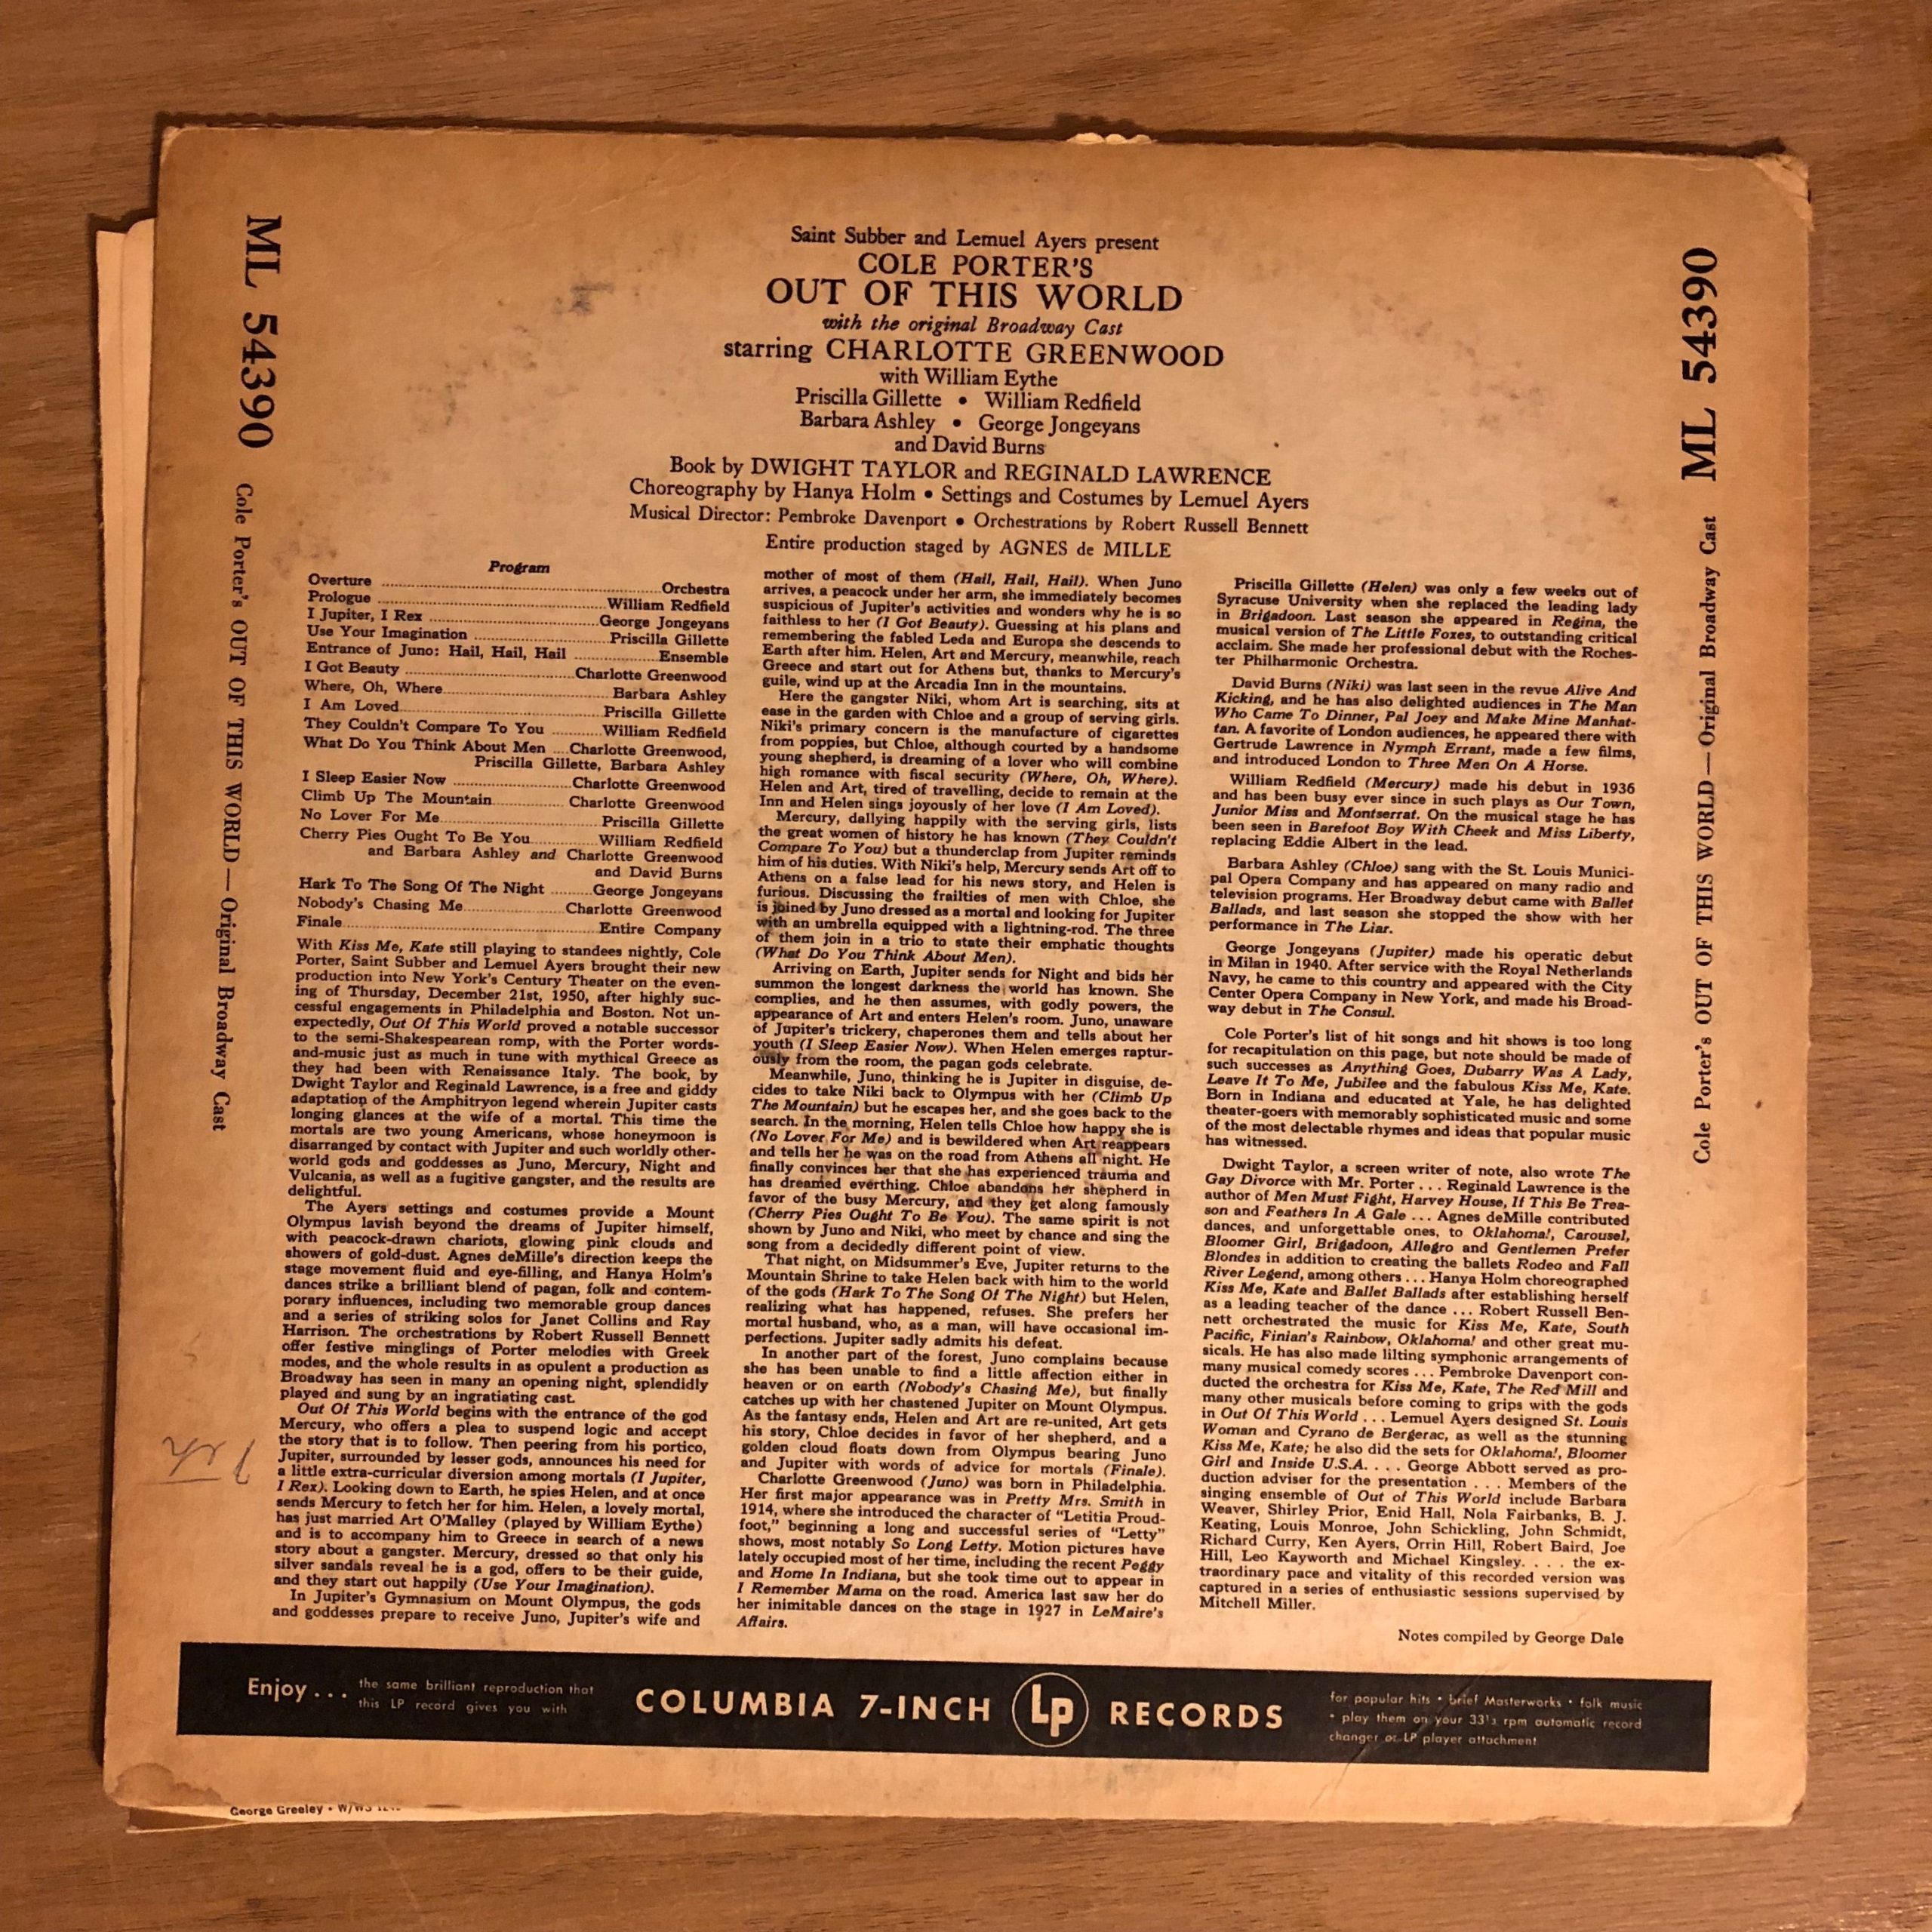 Saint Subber and Lemuel Ayers present
COLE PORTER'S
OUT OF THIS WORLD
with the original Broadway Cast
starring CHARLOTTE GREENWOOD
with William Eythe
Priscilla Gillette • William Redfield
Barbara Ashley • George Jongeyans
and David Burns
Book by DWIGHT TAYLOR and REGINALD LAWRENCE
Choreography by Hanya Holm • Settings and Costumes by Lemuel Ayers
Musical Director: Pembroke Davenport • Orchestrations by Robert Russell Bennett
Entire production staged by AGNES de MILLE
ML 54390 Cole Porter's OUT OF THIS WORLD — Original Broadway Cast
Program
Overture ........ Orchestra
Prologue ........ William Redfield
I Jupiter, I Rex ........ George Jongeyans
Use Your Imagination ........ Priscilla Gillette
Entrance of Juno: Hail, Hail, Hail ........ Ensemble
I Got Beauty ........ Charlotte Greenwood
Where, Oh, Where........ Barbara Ashley
I Am Loved........ Priscilla Gillette
They Couldn't Compare To You ........ William Redfield
What Do You Think About Men ....Charlotte Greenwood,
Priscilla Gillette, Barbara Ashley
I Sleep Easier Now ........ Charlotte Greenwood
Climb Up The Mountain........ Charlotte Greenwood
No Lover For Me........ Priscilla Gillette
Cherry Pies Ought To Be You........ William Redfield
and Barbara Ashley and Charlotte Greenwood
and David Burns
Hark To The Song Of The Night ........ George Jongeyans
Nobody's Chasing Me........ Charlotte Greenwood
Finale........ Entire Company
With Kiss Me, Kate still playing to standees nightly, Cole
Porter, Saint Subber and Lemuel Ayers brought their new
production into New York's Century Theater on the even-
ing of Thursday, December 21st, 1950, after highly suc-
cessful engagements in Philadelphia and Boston. Not un-
expectedly, Out Of This World proved a notable successor
to the semi-Shakespearean romp, with the Porter words-
and-music just as much in tune with mythical Greece as
they had been with Renaissance Italy. The book, by
Dwight Taylor and Reginald Lawrence, is a free and giddy
adaptation of the Amphitryon legend wherein Jupiter casts
longing glances at the wife of a mortal. This time the
mortals are two young Americans, whose honeymoon is
disarranged by contact with Jupiter and such worldly other-
world gods and goddesses as Juno, Mercury, Night and
Vulcania, as well as a fugitive gangster, and the results are
delightful.
The Ayers settings and costumes provide a Mount
Olympus lavish beyond the dreams of Jupiter himself,
with peacock-drawn chariots, glowing pink clouds and
showers of gold-dust. Agnes deMille's direction keeps the
stage movement fluid and eye-filling, and Hanya Holm's
dances strike a brilliant blend of pagan, folk and contem-
porary influences, including two memorable group dances
and a series of striking solos for Janet Collins and Ray
Harrison. The orchestrations by Robert Russell Bennett
offer festive minglings of Porter melodies with Greek
modes, and the whole results in as opulent a production as
Broadway has seen in many an opening night, splendidly
played and sung by an ingratiating cast.
Out Of This World begins with the entrance of the god
Mercury, who offers a plea to suspend logic and accept
the story that is to follow. Then peering from his portico,
Jupiter, surrounded by lesser gods, announces his need for
a little extra-curricular diversion among mortals (I Jupiter,
I Rex). Looking down to Earth, he spies Helen, and at once
sends Mercury to fetch her for him. Helen, a lovely mortal,
has just married Art O'Malley (played by William Eythe)
and is to accompany him to Greece in search of a news
story about a gangster. Mercury, dressed so that only his
silver sandals reveal he is a god, offers to be their guide,
and they start out happily (Use Your Imagination).
In Jupiter's Gymnasium on Mount Olympus, the gods
and goddesses prepare to receive Juno, Jupiter's wife and
mother of most of them (Hail, Hail, Hail). When Juno
arrives, a peacock under her arm, she immediately becomes
suspicious of Jupiter's activities and wonders why he is so
faithless to her (I Got Beauty). Guessing at his plans and
remembering the fabled Leda and Europa she descends to
Earth after him. Helen, Art and Mercury, meanwhile, reach
Greece and start out for Athens but, thanks to Mercury's
guile, wind up at the Arcadia Inn in the mountains.
Here the gangster Niki, whom Art is searching, sits at
ease in the garden with Chloe and a group of serving girls.
Niki's primary concern is the manufacture of cigarettes
from poppies, but Chloe, although courted by a handsome
young shepherd, is dreaming of a lover who will combine
high romance with fiscal security (Where, Oh, Where).
Helen and Art, tired of travelling, decide to remain at the
Inn and Helen sings joyously of her love (I Am Loved).
Mercury, dallying happily with the serving girls, lists
the great women of history he has known (They Couldn't
Compare To You) but a thunderclap from Jupiter reminds
him of his duties. With Niki's help, Mercury sends Art off to
Athens on a false lead for his news story, and Helen is
furious. Discussing the frailties of men with Chloe, she
is joined by Juno dressed as a mortal and looking for Jupiter
with an umbrella equipped with a lightning-rod. The three
of them join in a trio to state their emphatic thoughts
(What Do You Think About Men).
Arriving on Earth, Jupiter sends for Night and bids her
summon the longest darkness the world has known. She
complies, and he then assumes, with godly powers, the
appearance of Art and enters Helen's room. Juno, unaware
of Jupiter's trickery, chaperones them and tells about her
youth (I Sleep Easier Now). When Helen emerges raptur-
ously from the room, the pagan gods celebrate.
Meanwhile, Juno, thinking he is Jupiter in disguise, de-
cides to take Niki back to Olympus with her (Climb Up
The Mountain) but he escapes her, and she goes back to the
search. In the morning, Helen tells Chloe how happy she is
(No Lover For Me) and is bewildered when Art reappears
and tells her he was on the road from Athens all night. He
finally convinces her that she has experienced trauma and
has dreamed everthing. Chloe abandons her shepherd in
favor of the busy Mercury, and they get along famously
(Cherry Pies Ought To Be You). The same spirit is not
shown by Juno and Niki, who meet by chance and sing the
song from a decidedly different point of view.
That night, on Midsummer's Eve, Jupiter returns to the
Mountain Shrine to take Helen back with him to the world
of the gods (Hark To The Song Of The Night) but Helen,
realizing what has happened, refuses. She prefers her
mortal husband, who, as a man, will have occasional im-
perfections. Jupiter sadly admits his defeat.
In another part of the forest, Juno complains because
she has been unable to find a little affection either in
heaven or on earth (Nobody's Chasing Me), but finally
catches up with her chastened Jupiter on Mount Olympus.
As the fantasy ends, Helen and Art are re-united, Art gets
his story, Chloe decides in favor of her shepherd, and a
golden cloud floats down from Olympus bearing Juno
and Jupiter with words of advice for mortals (Finale).
Charlotte Greenwood (Juno) was born in Philadelphia.
Her first major appearance was in Pretty Mrs. Smith in
1914, where she introduced the character of "Letitia Proud-
foot," beginning a long and successful series of "Letty"
shows, most notably So Long Letty. Motion pictures have
lately occupied most of her time, including the recent Peggy
and Home In Indiana, but she took time out to appear in
I Remember Mama on the road. America last saw her do
her inimitable dances on the stage in 1927 in LeMaire's
Affairs.
Priscilla Gillette (Helen) was only a few weeks out of
Syracuse University when she replaced the leading lady
in Brigadoon. Last season she appeared in Regina, the
musical version of The Little Foxes, to outstanding critical
acclaim. She made her professional debut with the Roches-
ter Philharmonic Orchestra.
David Burns (Niki) was last seen in the revue Alive And
Kicking, and he has also delighted audiences in The Man
Who Came To Dinner, Pal Joey and Make Mine Manhat-
tan. A favorite of London audiences, he appeared there with
Gertrude Lawrence in Nymph Errant, made a few films,
and introduced London to Three Men On A Horse.
William Redfield (Mercury) made his debut in 1936
and has been busy ever since in such plays as Our Town,
Junior Miss and Montserrat. On the musical stage he has
been seen in Barefoot Boy With Cheek and Miss Liberty,
replacing Eddie Albert in the lead.
Barbara Ashley (Chloe) sang with the St. Louis Munici-
pal Opera Company and has appeared on many radio and
television programs. Her Broadway debut came with Ballet
Ballads, and last season she stopped the show with her
performance in The Liar.
George Jongeyans (Jupiter) made his operatic debut
in Milan in 1940. After service with the Royal Netherlands
Navy, he came to this country and appeared with the City
Center Opera Company in New York, and made his Broad-
way debut in The Consul.
Cole Porter's list of hit songs and hit shows is too long
for recapitulation on this page, but note should be made of
such successes as Anything Goes, Dubarry Was A Lady,
Leave It To Me, Jubilee and the fabulous Kiss Me, Kate.
Born in Indiana and educated at Yale, he has delighted
theater-goers with memorably sophisticated music and some
of the most delectable rhymes and ideas that popular music
has witnessed.
Dwight Taylor, a screen writer of note, also wrote The
Gay Divorce with Mr. Porter . . . Reginald Lawrence is the
author of Men Must Fight, Harvey House, If This Be Trea-
son and Feathers In A Gale . . . Agnes deMille contributed
dances, and unforgettable ones, to Oklahoma!, Carousel,
Bloomer Girl, Brigadoon, Allegro and Gentlemen Prefer
Blondes in addition to creating the ballets Rodeo and Fall
River Legend, among others . . . Hanya Holm choreographed
Kiss Me, Kate and Ballet Ballads after establishing herself
as a leading teacher of the dance . . . Robert Russell Ben-
nett orchestrated the music for Kiss Me, Kate, South
Pacific, Finian's Rainbow, Oklahoma! and other great mu-
sicals. He has also made lilting symphonic arrangements of
many musical comedy scores . . . Pembroke Davenport con-
ducted the orchestra for Kiss Me, Kate, The Red Mill and
many other musicals before coming to grips with the gods
in Out Of This World . . . Lemuel Ayers designed St. Louis
Woman and Cyrano de Bergerac, as well as the stunning
Kiss Me, Kate; he also did the sets for Oklahoma!, Bloomer
Girl and Inside U.S.A. . . . George Abbott served as pro-
duction adviser for the presentation . . . Members of the
singing ensemble of Out of This World include Barbara
Weaver, Shirley Prior, Enid Hall, Nola Fairbanks, B. J.
Keating, Louis Monroe, John Schickling, John Schmidt,
Richard Curry, Ken Ayers, Orrin Hill, Robert Baird, Joe
Hill, Leo Kayworth and Michael Kingsley. . . . the ex-
traordinary pace and vitality of this recorded version was
captured in a series of enthusiastic sessions supervised by
Mitchell Miller.
Notes compiled by George Dale
ML 54390 Cole Porter's OUT OF THIS WORLD — Original Broadway Cast
Enjoy . . . the same brilliant reproduction that
this LP record gives you with
COLUMBIA 7-INCH Lp RECORDS
for popular hits • brief Masterworks • folk music
• play them on your 33⅓ rpm automatic record
changer or LP player attachment
George Greeley •